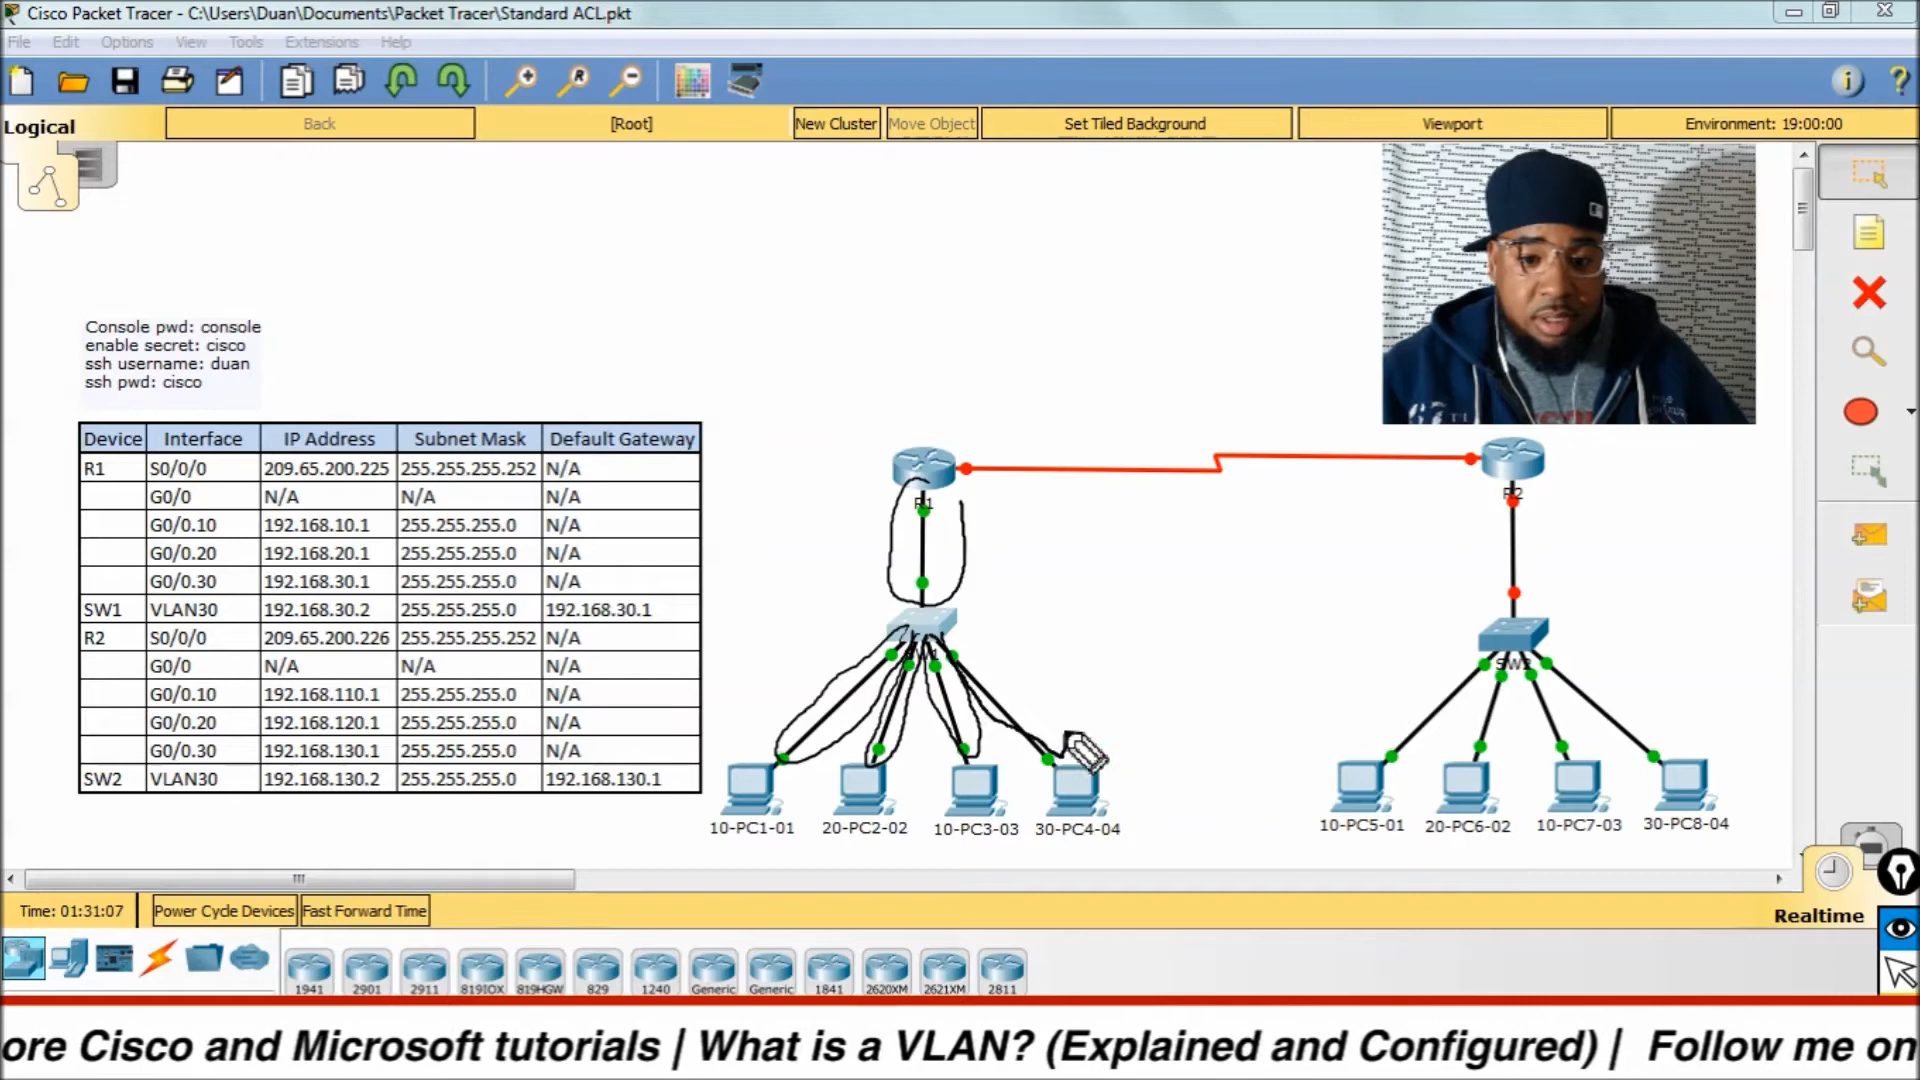 Cisco Packet Tracer - C:\Users\Duan\Documents\Packet Tracer\Standard ACL.pkt
File Edit Options View Tools Extensions Help
Logical Back [Root] New Cluster Move Object Set Tiled Background Viewport Environment: 19:00:00
Console pwd: console
enable secret: cisco
ssh username: duan
ssh pwd: cisco
Device Interface IP Address Subnet Mask Default Gateway
R1 S0/0/0 209.65.200.225 255.255.255.252 N/A
G0/0 N/A N/A N/A
G0/0.10 192.168.10.1 255.255.255.0 N/A
G0/0.20 192.168.20.1 255.255.255.0 N/A
G0/0.30 192.168.30.1 255.255.255.0 N/A
SW1 VLAN30 192.168.30.2 255.255.255.0 192.168.30.1
R2 S0/0/0 209.65.200.226 255.255.255.252 N/A
G0/0 N/A N/A N/A
G0/0.10 192.168.110.1 255.255.255.0 N/A
G0/0.20 192.168.120.1 255.255.255.0 N/A
G0/0.30 192.168.130.1 255.255.255.0 N/A
SW2 VLAN30 192.168.130.2 255.255.255.0 192.168.130.1
R1
R2
SW1
SW2
10-PC1-01 20-PC2-02 10-PC3-03 30-PC4-04
10-PC5-01 20-PC6-02 10-PC7-03 30-PC8-04
Time: 01:31:07 Power Cycle Devices Fast Forward Time Realtime
1941 2901 2911 819IOX 819HGW 829 1240 Generic Generic 1841 2620XM 2621XM 2811
ore Cisco and Microsoft tutorials | What is a VLAN? (Explained and Configured) | Follow me on